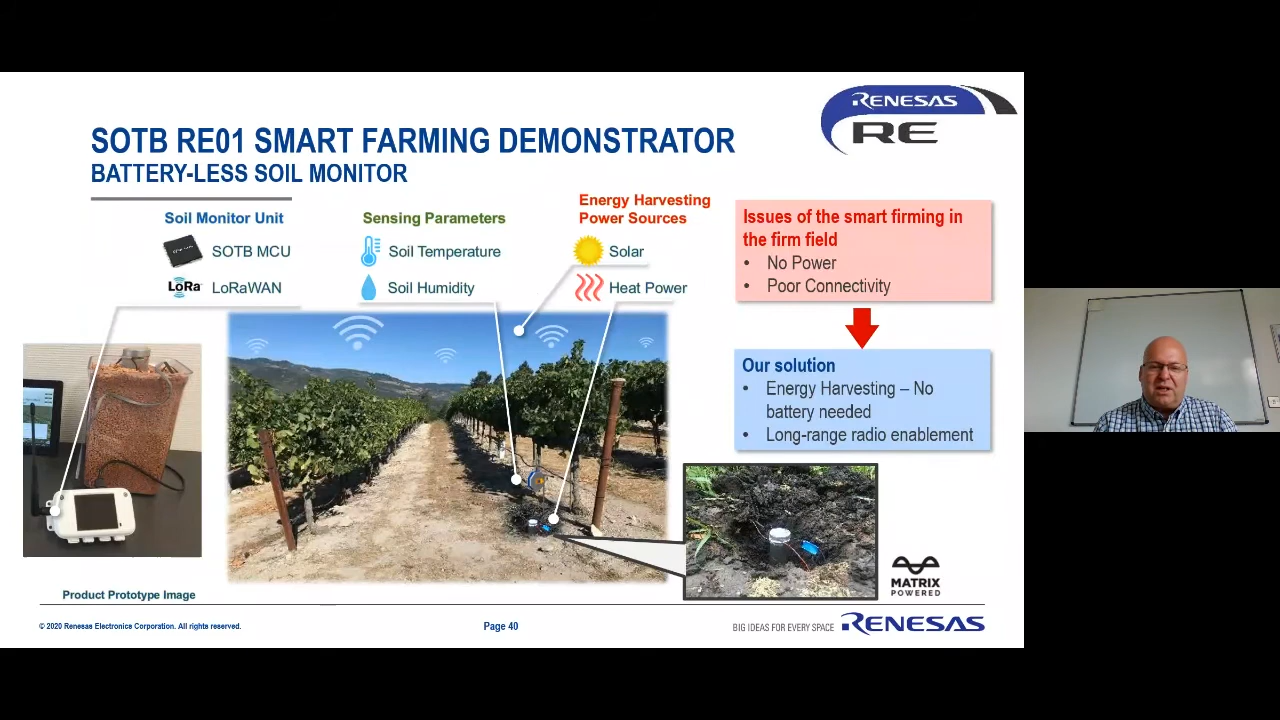 RENESAS
RE
SOTB RE01 SMART FARMING DEMONSTRATOR
BATTERY-LESS SOIL MONITOR
Soil Monitor Unit
SOTB MCU
LoRa
LoRaWAN
Sensing Parameters
Soil Temperature
Soil Humidity
Energy Harvesting
Power Sources
Solar
Heat Power
Issues of the smart firming in
the firm field
• No Power
• Poor Connectivity
Our solution
• Energy Harvesting – No
battery needed
• Long-range radio enablement
MATRIX
POWERED
Product Prototype Image
© 2020 Renesas Electronics Corporation. All rights reserved.
Page 40
BIG IDEAS FOR EVERY SPACE
RENESAS